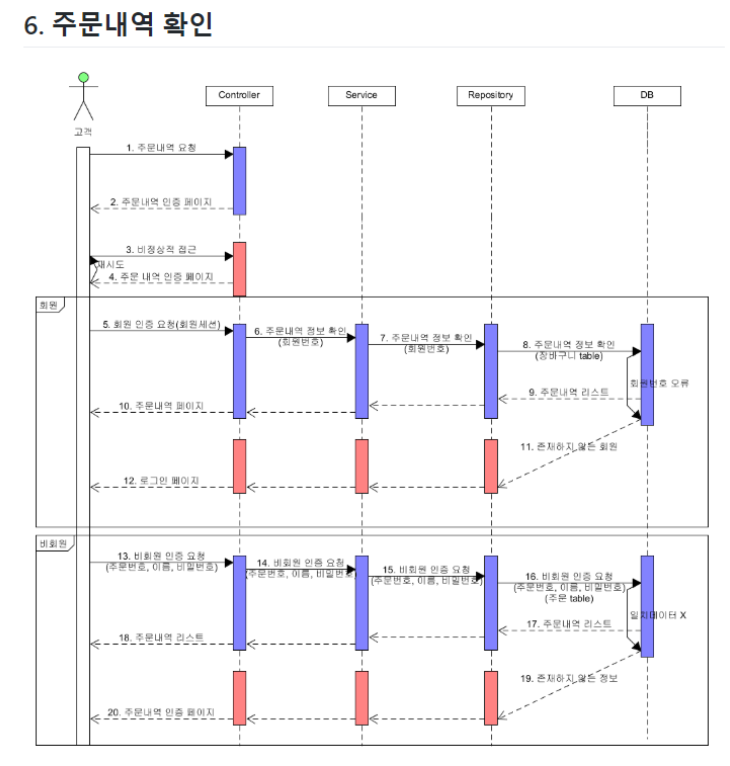 6. 주문내역 확인
고객
Controller
Service
Repository
DB
1. 주문내역 요청
2. 주문내역 인증 페이지
3. 비정상적 접근
재시도
4. 주문 내역 인증 페이지
회원
5. 회원 인증 요청(회원세션)
6. 주문내역 정보 확인
(회원번호)
7. 주문내역 정보 확인
(회원번호)
8. 주문내역 정보 확인
(장바구니 table)
회원번호 오류
9. 주문내역 리스트
10. 주문내역 페이지
11. 존재하지 않은 회원
12. 로그인 페이지
비회원
13. 비회원 인증 요청
(주문번호, 이름, 비밀번호)
14. 비회원 인증 요청
(주문번호, 이름, 비밀번호)
15. 비회원 인증 요청
(주문번호, 이름, 비밀번호)
16. 비회원 인증 요청
(주문번호, 이름, 비밀번호)
(주문 table)
일치데이터 X
17. 주문내역 리스트
18. 주문내역 리스트
19. 존재하지 않은 정보
20. 주문내역 인증 페이지